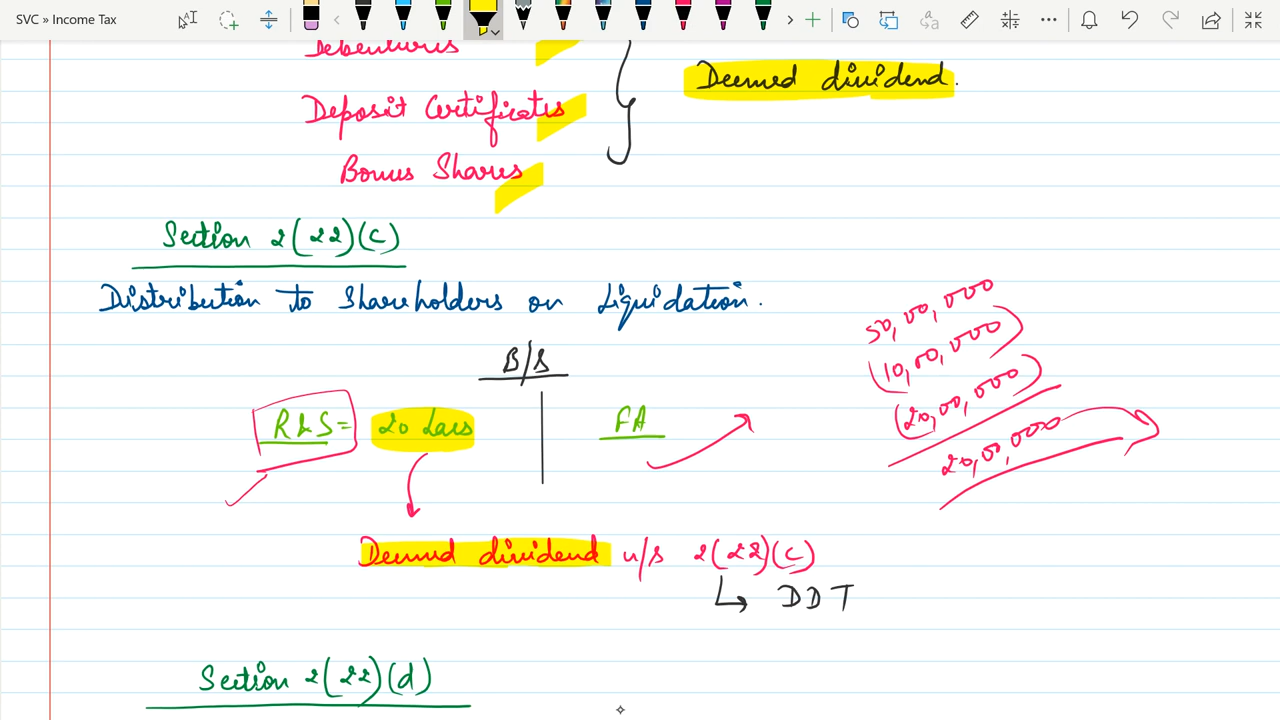 SVC » Income Tax
Debentures
Deemed dividend.
Deposit Certificates
Bonus Shares
Section 2(22)(c)
Distribution to Shareholders on Liquidation.
50,00,000
(10,00,000)
(20,00,000)
20,00,000
B/S
R&S = 20 Lacs
FA
Deemed dividend u/s 2(22)(c)
DDT
Section 2(22)(d)